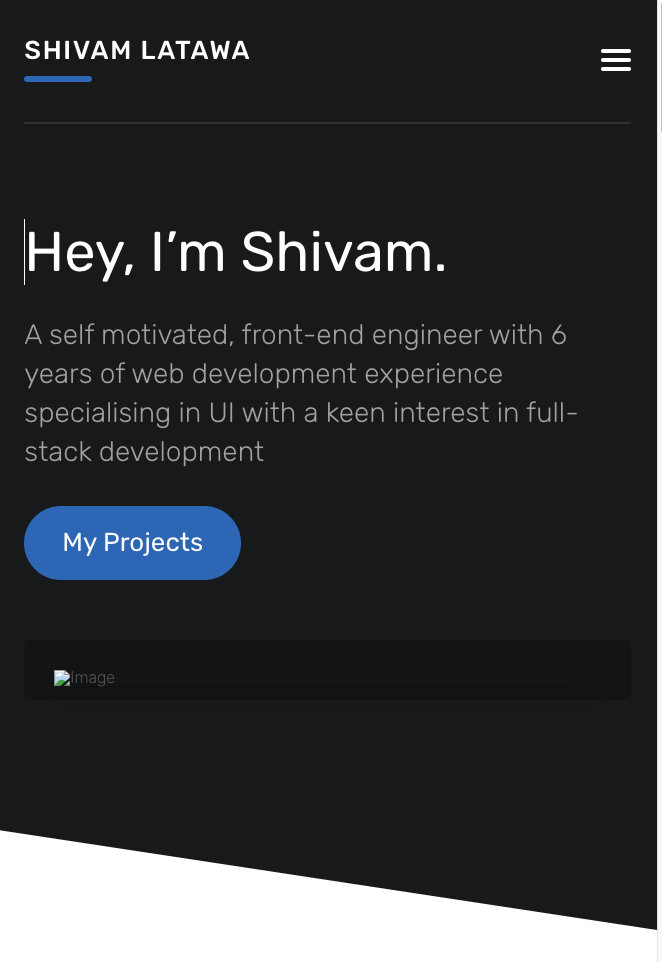 SHIVAM LATAWA
Hey, I’m Shivam.
A self motivated, front-end engineer with 6
years of web development experience
specialising in UI with a keen interest in full-
stack development
My Projects
Image